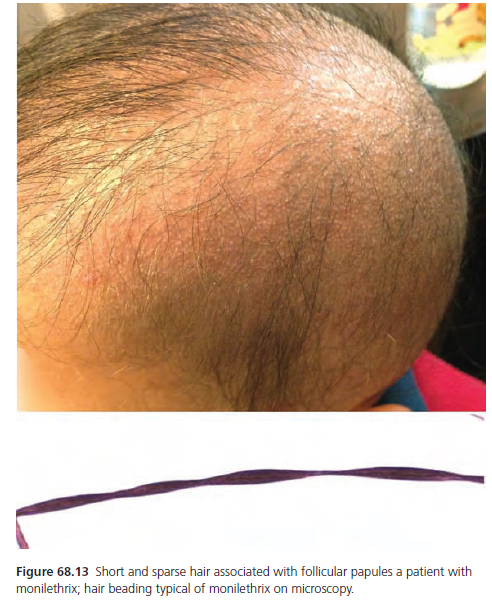 Figure 68.13 Short and sparse hair associated with follicular papules a patient with
monilethrix; hair beading typical of monilethrix on microscopy.